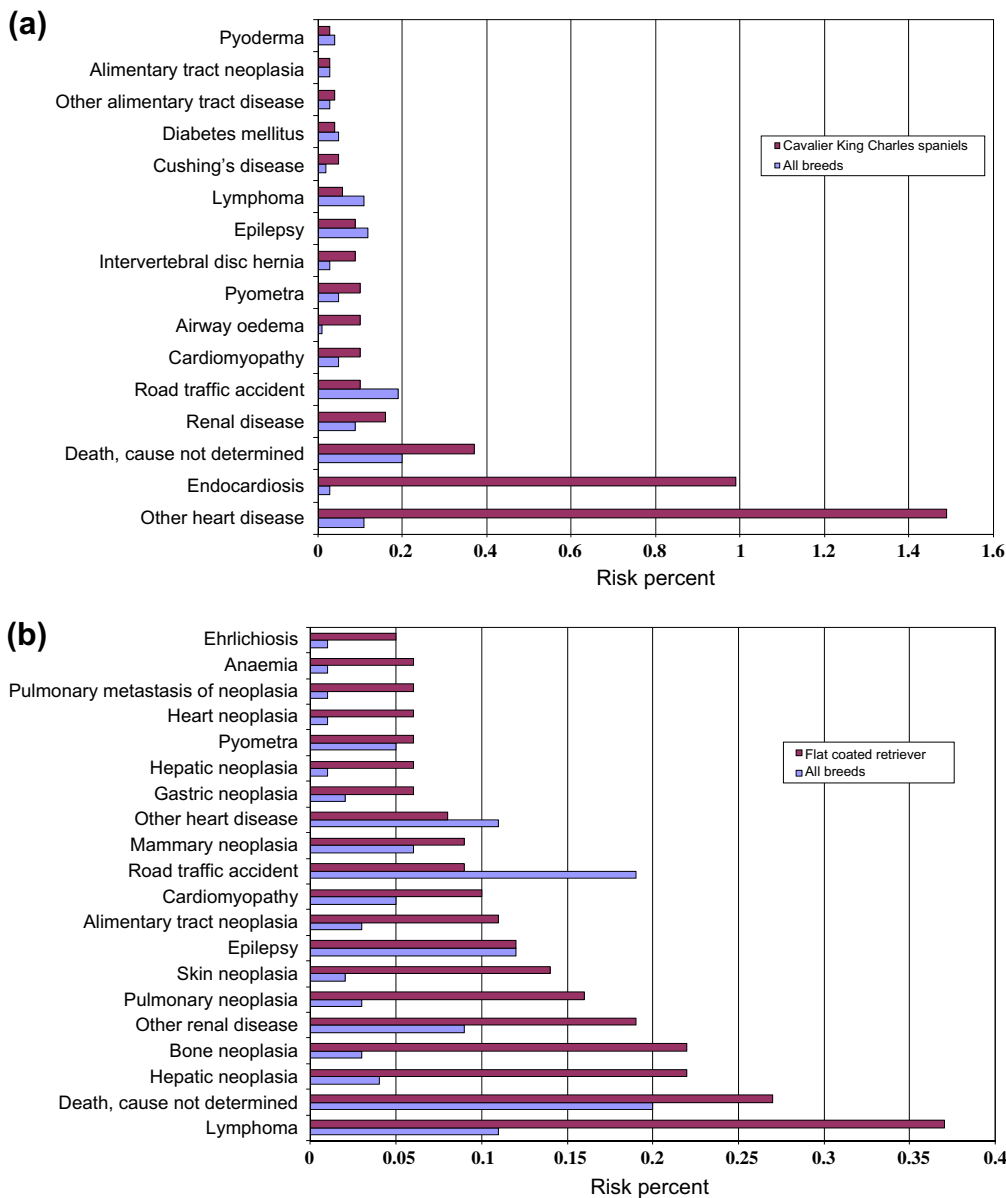 (a)
Pyoderma
Alimentary tract neoplasia
Other alimentary tract disease
Diabetes mellitus
Cushing's disease
Lymphoma
Epilepsy
Intervertebral disc hernia
Pyometra
Airway oedema
Cardiomyopathy
Road traffic accident
Renal disease
Death, cause not determined
Endocardiosis
Other heart disease
Cavalier King Charles spaniels
All breeds
0 0.2 0.4 0.6 0.8 1 1.2 1.4 1.6
Risk percent
(b)
Ehrlichiosis
Anaemia
Pulmonary metastasis of neoplasia
Heart neoplasia
Pyometra
Hepatic neoplasia
Gastric neoplasia
Other heart disease
Mammary neoplasia
Road traffic accident
Cardiomyopathy
Alimentary tract neoplasia
Epilepsy
Skin neoplasia
Pulmonary neoplasia
Other renal disease
Bone neoplasia
Hepatic neoplasia
Death, cause not determined
Lymphoma
Flat coated retriever
All breeds
0 0.05 0.1 0.15 0.2 0.25 0.3 0.35 0.4
Risk percent